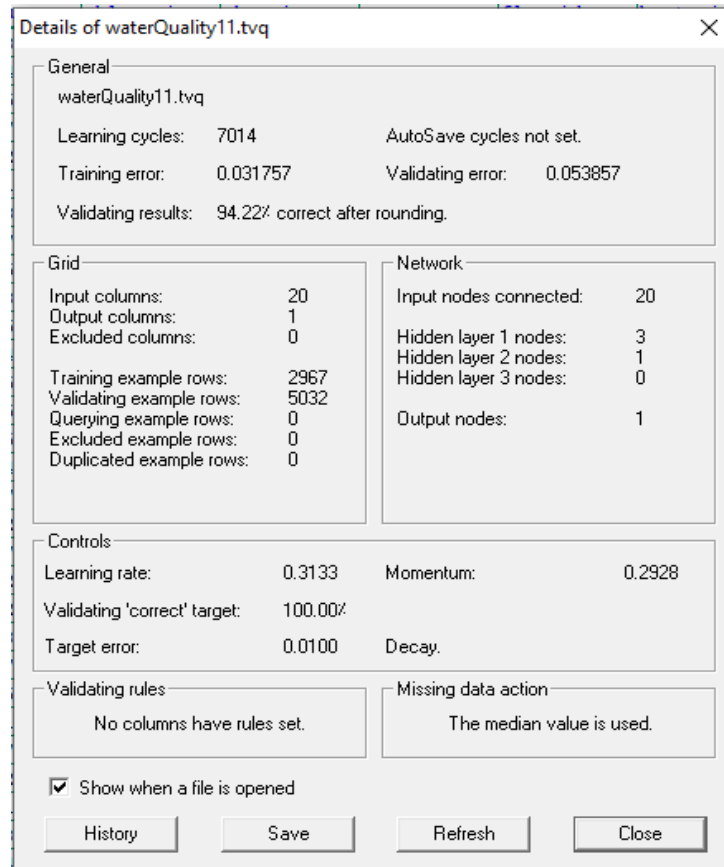 Details of waterQuality11.tvq
General
waterQuality11.tvq
Learning cycles: 7014 AutoSave cycles not set.
Training error: 0.031757 Validating error: 0.053857
Validating results: 94.22% correct after rounding.
Grid
Input columns: 20
Output columns: 1
Excluded columns: 0
Training example rows: 2967
Validating example rows: 5032
Querying example rows: 0
Excluded example rows: 0
Duplicated example rows: 0
Network
Input nodes connected: 20
Hidden layer 1 nodes: 3
Hidden layer 2 nodes: 1
Hidden layer 3 nodes: 0
Output nodes: 1
Controls
Learning rate: 0.3133 Momentum: 0.2928
Validating 'correct' target: 100.00%
Target error: 0.0100 Decay.
Validating rules
No columns have rules set.
Missing data action
The median value is used.
Show when a file is opened
History Save Refresh Close